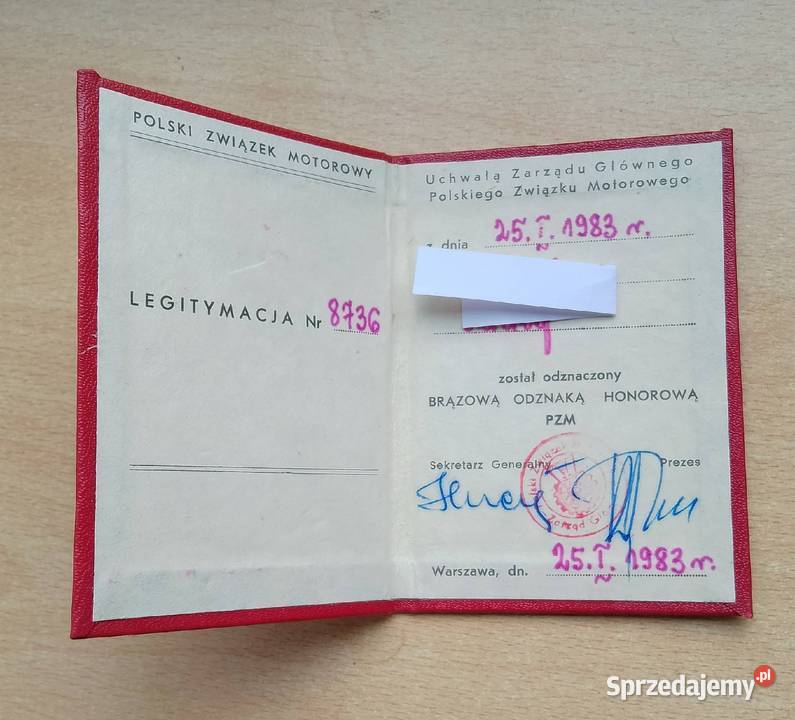 POLSKI ZWIĄZEK MOTOROWY
LEGITYMACJA Nr 8736
Uchwałą Zarządu Głównego
Polskiego Związku Motorowego
z dnia 25.I.1983 r.
został odznaczony
BRĄZOWĄ ODZNAKĄ HONOROWĄ
PZM
Sekretarz Generalny Prezes
Zarząd
Warszawa, dn. 25.I.1983 r.
Sprzedajemy.pl